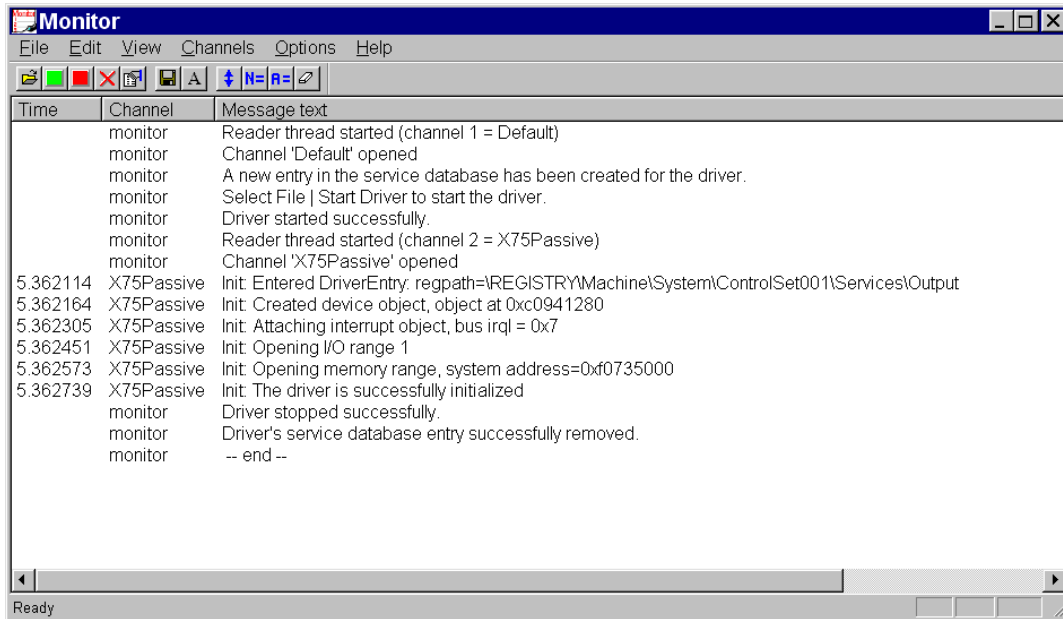 Monitor
File Edit View Channels Options Help
A N= A=
Time Channel Message text
monitor Reader thread started (channel 1 = Default)
monitor Channel 'Default' opened
monitor A new entry in the service database has been created for the driver.
monitor Select File | Start Driver to start the driver.
monitor Driver started successfully.
monitor Reader thread started (channel 2 = X75Passive)
monitor Channel 'X75Passive' opened
5.362114 X75Passive Init: Entered DriverEntry: regpath=\REGISTRY\Machine\System\ControlSet001\Services\Output
5.362164 X75Passive Init: Created device object, object at 0xc0941280
5.362305 X75Passive Init: Attaching interrupt object, bus irql = 0x7
5.362451 X75Passive Init: Opening I/O range 1
5.362573 X75Passive Init: Opening memory range, system address=0xf0735000
5.362739 X75Passive Init: The driver is successfully initialized
monitor Driver stopped successfully.
monitor Driver's service database entry successfully removed.
monitor -- end --
Ready